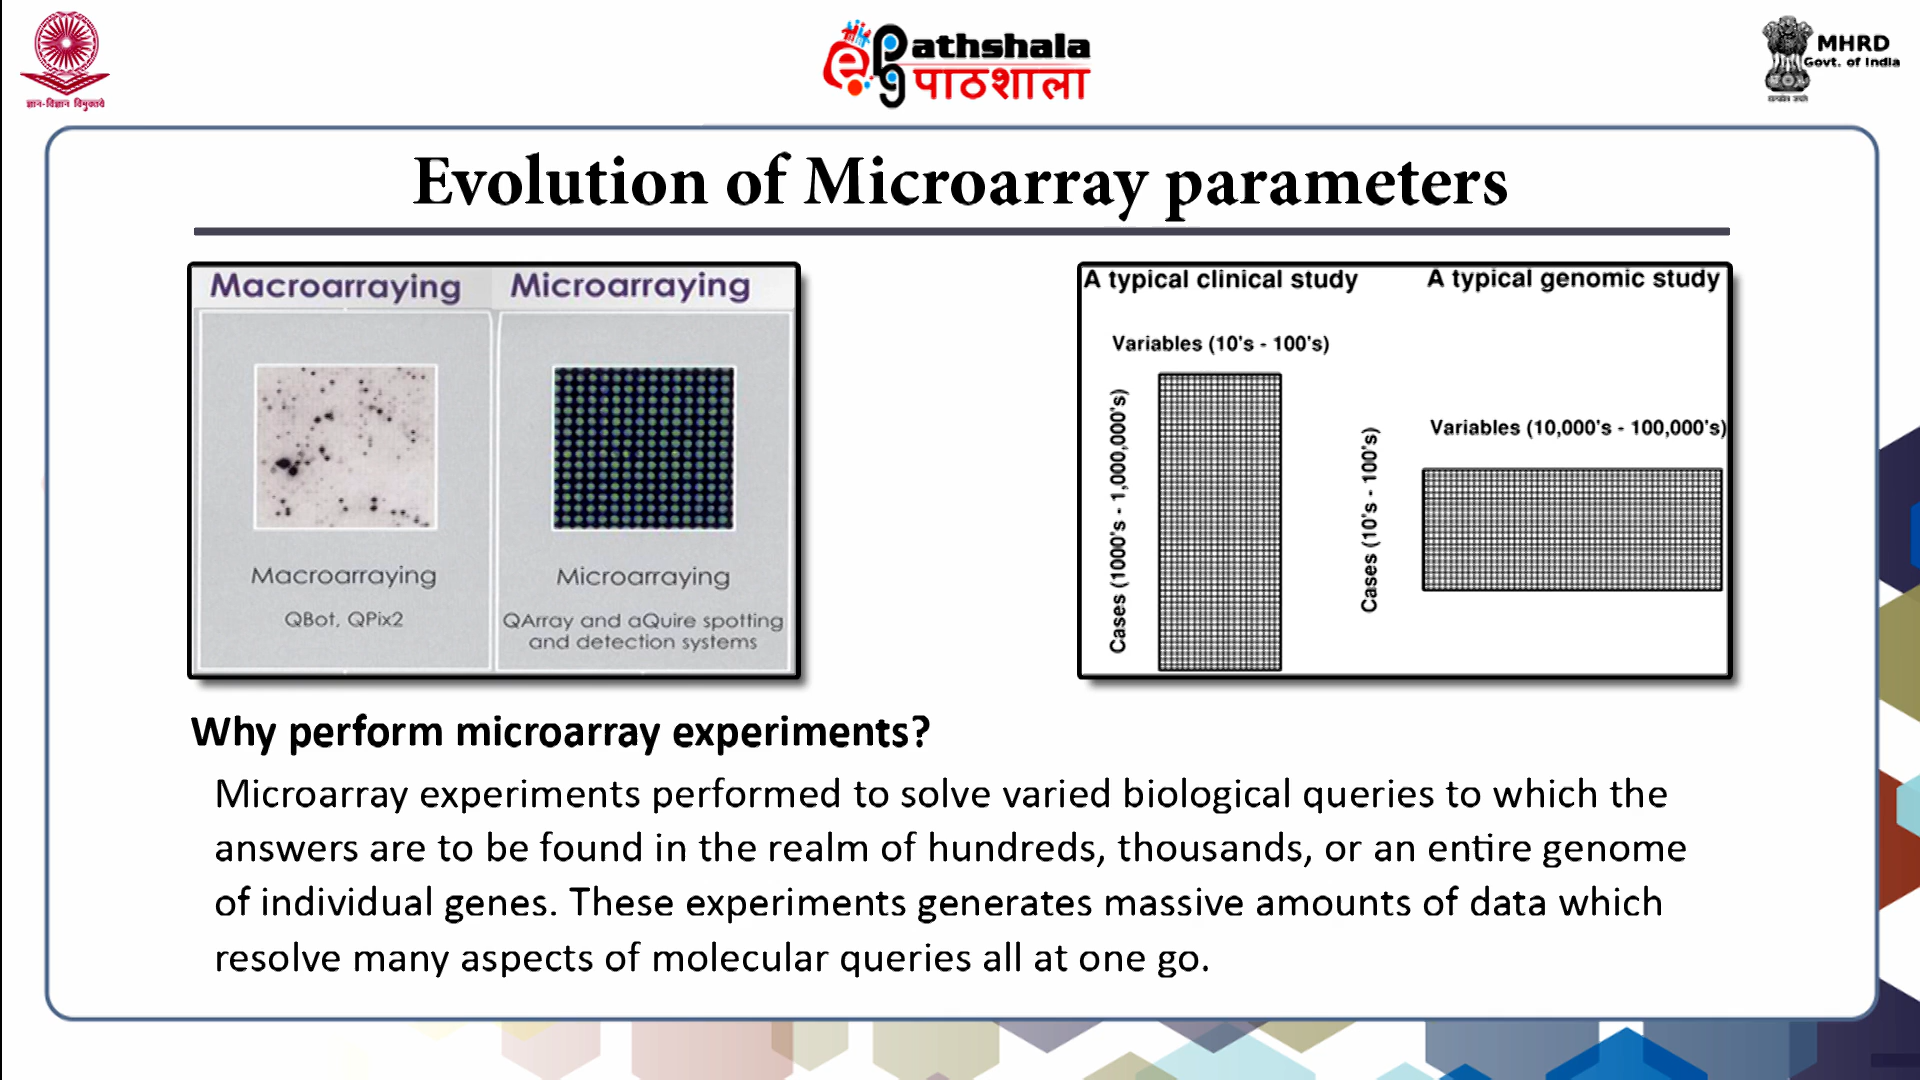 ज्ञान-विज्ञान विमुक्तये
Pathshala
पाठशाला
MHRD
Govt. of India
Evolution of Microarray parameters
Macroarraying
Microarraying
Macroarraying
QBot, QPix2
Microarraying
QArray and aQuire spotting
and detection systems
A typical clinical study
Variables (10's - 100's)
Cases (1000's - 1,000,000's)
A typical genomic study
Variables (10,000's - 100,000's)
Cases (10's - 100's)
Why perform microarray experiments?
Microarray experiments performed to solve varied biological queries to which the
answers are to be found in the realm of hundreds, thousands, or an entire genome
of individual genes. These experiments generates massive amounts of data which
resolve many aspects of molecular queries all at one go.